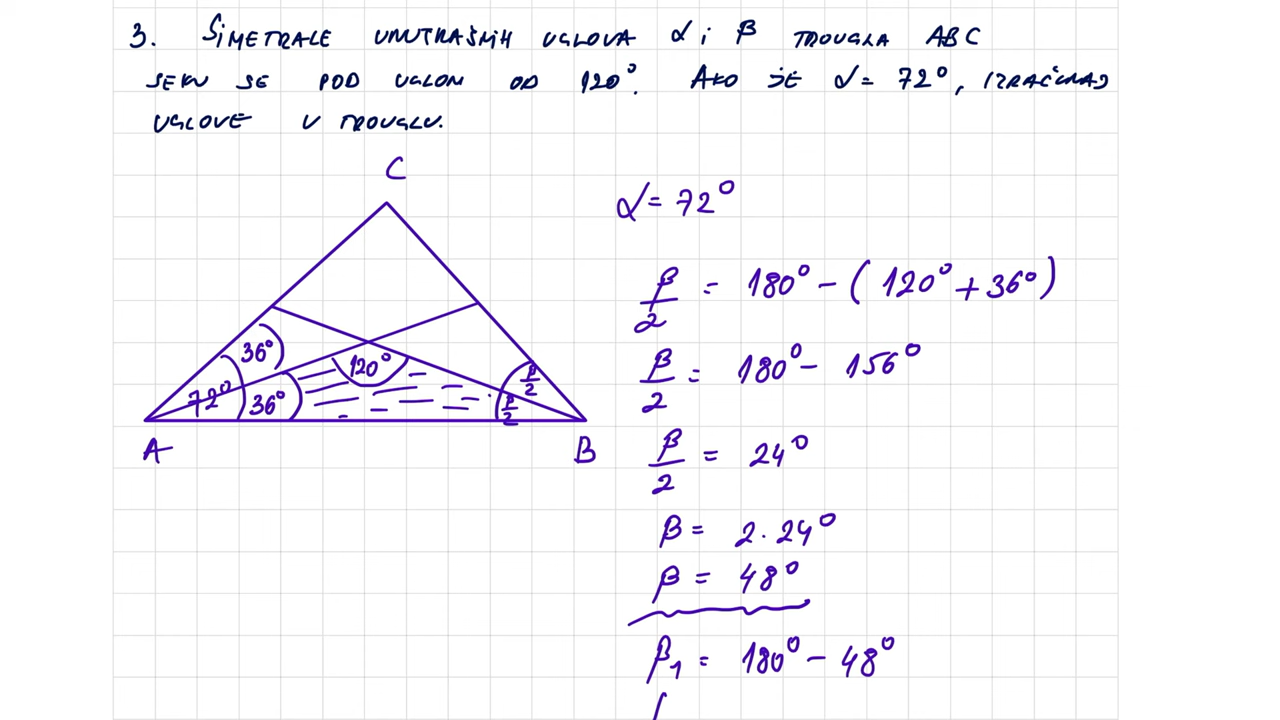 3. SIMETRALE UNUTRAŠNJIH UGLOVA α i β TROUGLA ABC
SEKU SE POD UGLOM OD 120°. AKO JE α = 72°, IZRAČUNAJ
UGLOVE U TROUGLU.
C
36°
72°
36°
120°
β/2
β/2
A
B
α = 72°
β/2 = 180° - (120° + 36°)
β/2 = 180° - 156°
β/2 = 24°
β = 2 · 24°
β = 48°
β₁ = 180° - 48°